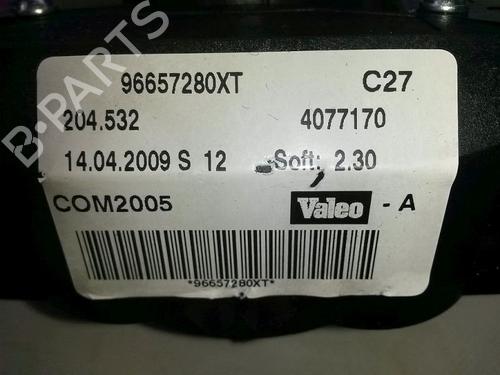 96657280XT C27
204.532 4077170
14.04.2009 S 12 Soft: 2.30
COM2005 Valeo - A
*96657280XT*
B-PARTS